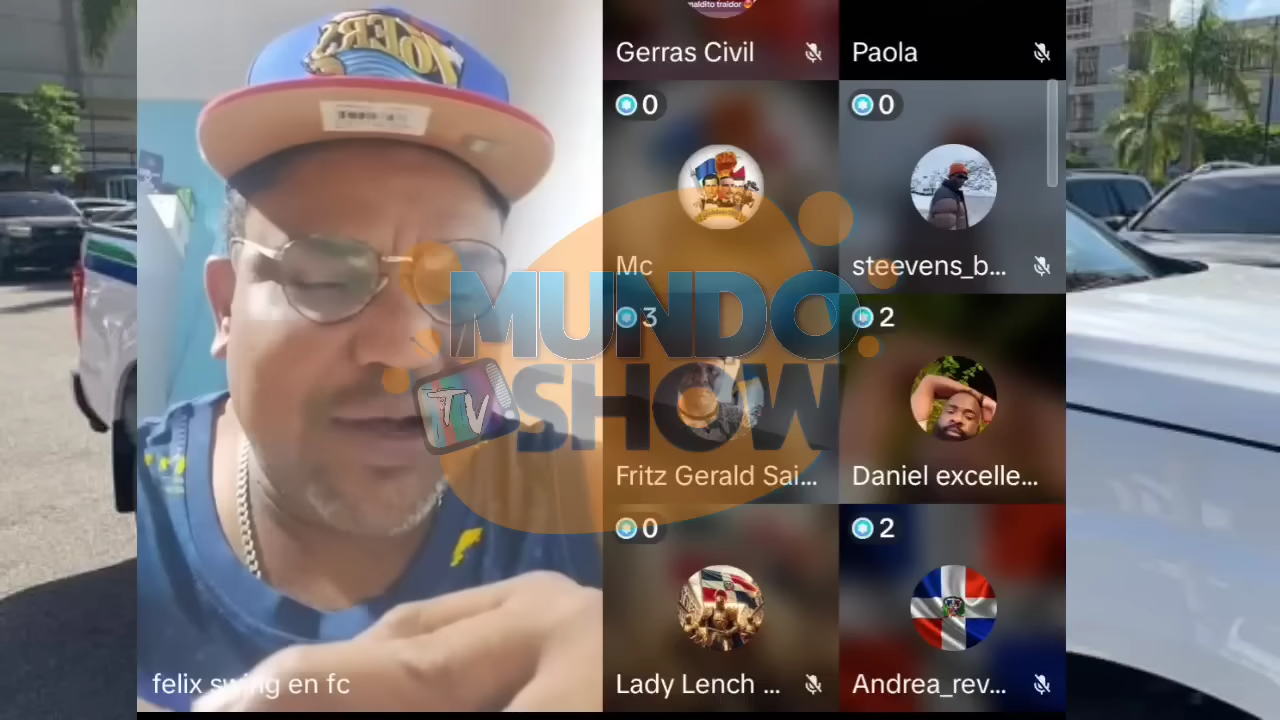 maldito traidor
Gerras Civil
Paola
0
0
Mc
steevens_b...
3
2
Fritz Gerald Sai...
Daniel excelle...
0
2
Lady Lench ...
Andrea_rev...
felix swing en fc
76ERS
MUNDO
TV SHOW